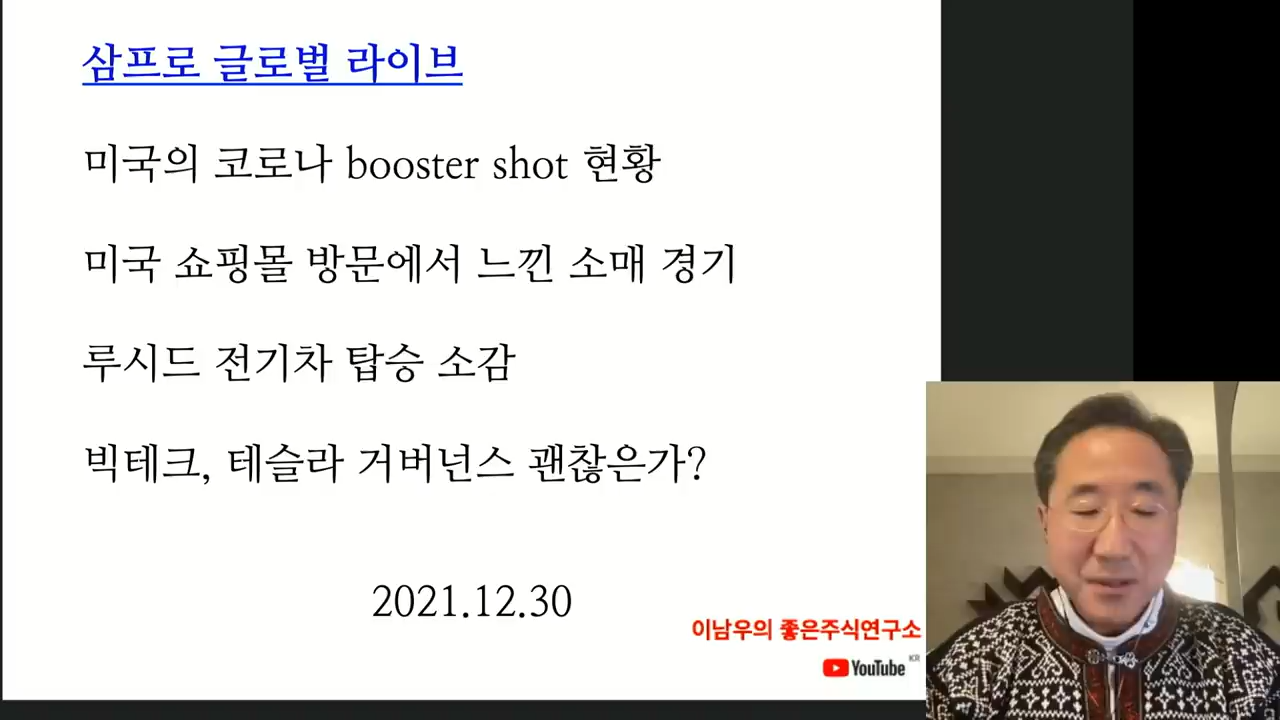 삼프로 글로벌 라이브
미국의 코로나 booster shot 현황
미국 쇼핑몰 방문에서 느낀 소매 경기
루시드 전기차 탑승 소감
빅테크, 테슬라 거버넌스 괜찮은가?
2021.12.30
이남우의 좋은주식연구소
YouTube KR